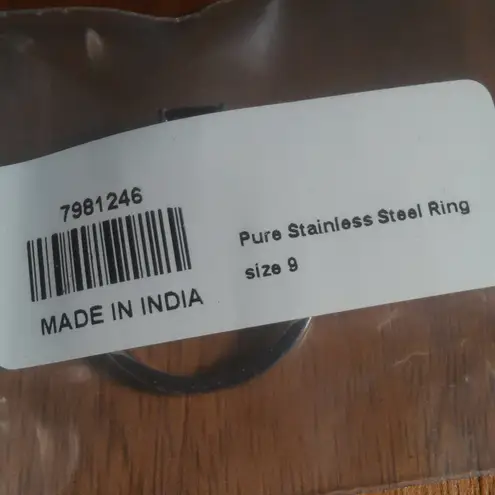 7981246
MADE IN INDIA
Pure Stainless Steel Ring
size 9